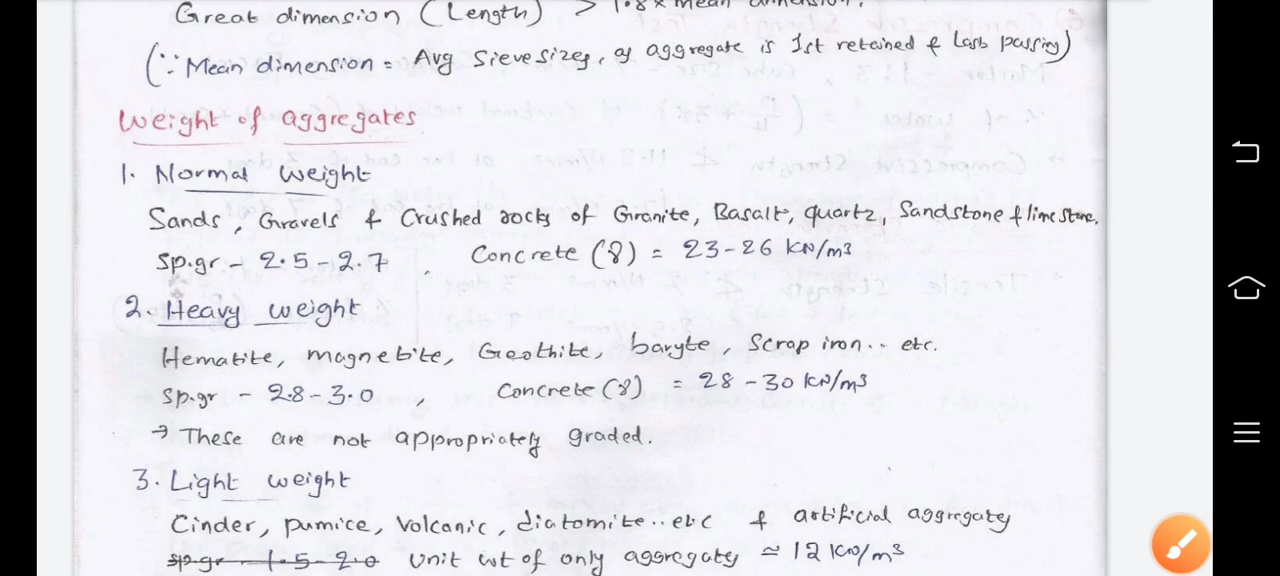 Great dimension (Length) > 1.8 x mean dimension.
(∵ Mean dimension = Avg Sieve sizes, of aggregate is Ist retained & Last passing)
Weight of aggregates
1. Normal Weight
Sands, Gravels & Crushed rocks of Granite, Basalt, quartz, Sandstone & lime stone.
Sp.gr - 2.5 - 2.7 , Concrete (γ) = 23-26 KN/m³
2. Heavy weight
Hematite, magnetite, Geothite, baryte, Scrap iron.. etc.
Sp.gr - 2.8 - 3.0 , Concrete (γ) = 28 - 30 KN/m³
→ These are not appropriately graded.
3. Light weight
Cinder, pumice, Volcanic, diatomite.. etc & artificial aggregates
sp.gr - 1.5 - 2.0 Unit wt of only aggregates ≃ 12 KN/m³